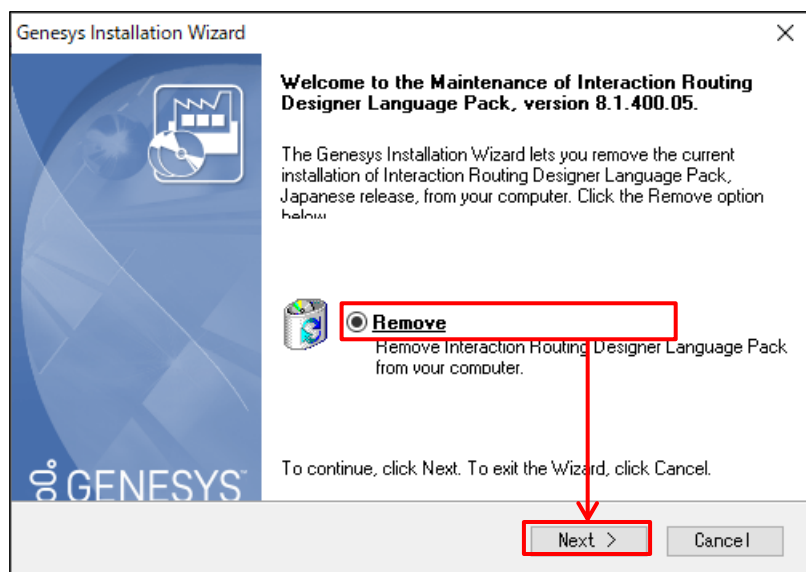 Genesys Installation Wizard
Welcome to the Maintenance of Interaction Routing
Designer Language Pack, version 8.1.400.05.
The Genesys Installation Wizard lets you remove the current
installation of Interaction Routing Designer Language Pack,
Japanese release, from your computer. Click the Remove option
below.
Remove
Remove Interaction Routing Designer Language Pack
from your computer.
To continue, click Next. To exit the Wizard, click Cancel.
GENESYS™
Next >
Cancel